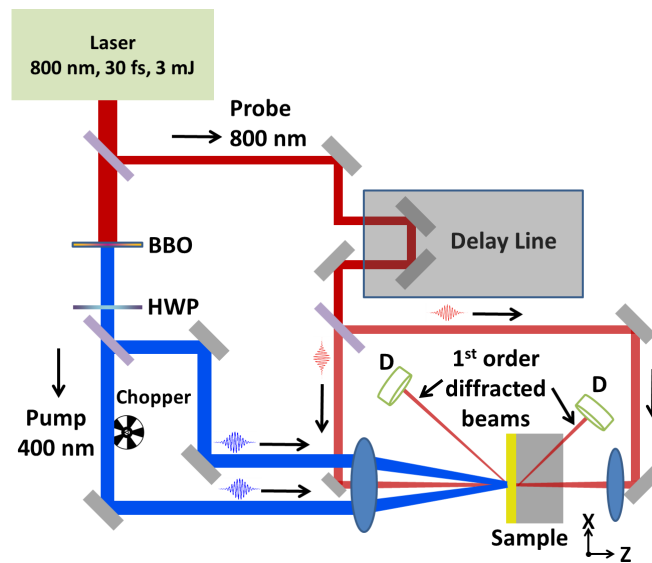 Laser
800 nm, 30 fs, 3 mJ
Probe
800 nm
Delay Line
BBO
HWP
Chopper
Pump
400 nm
D
1st order
diffracted
beams
D
Sample
X
Z